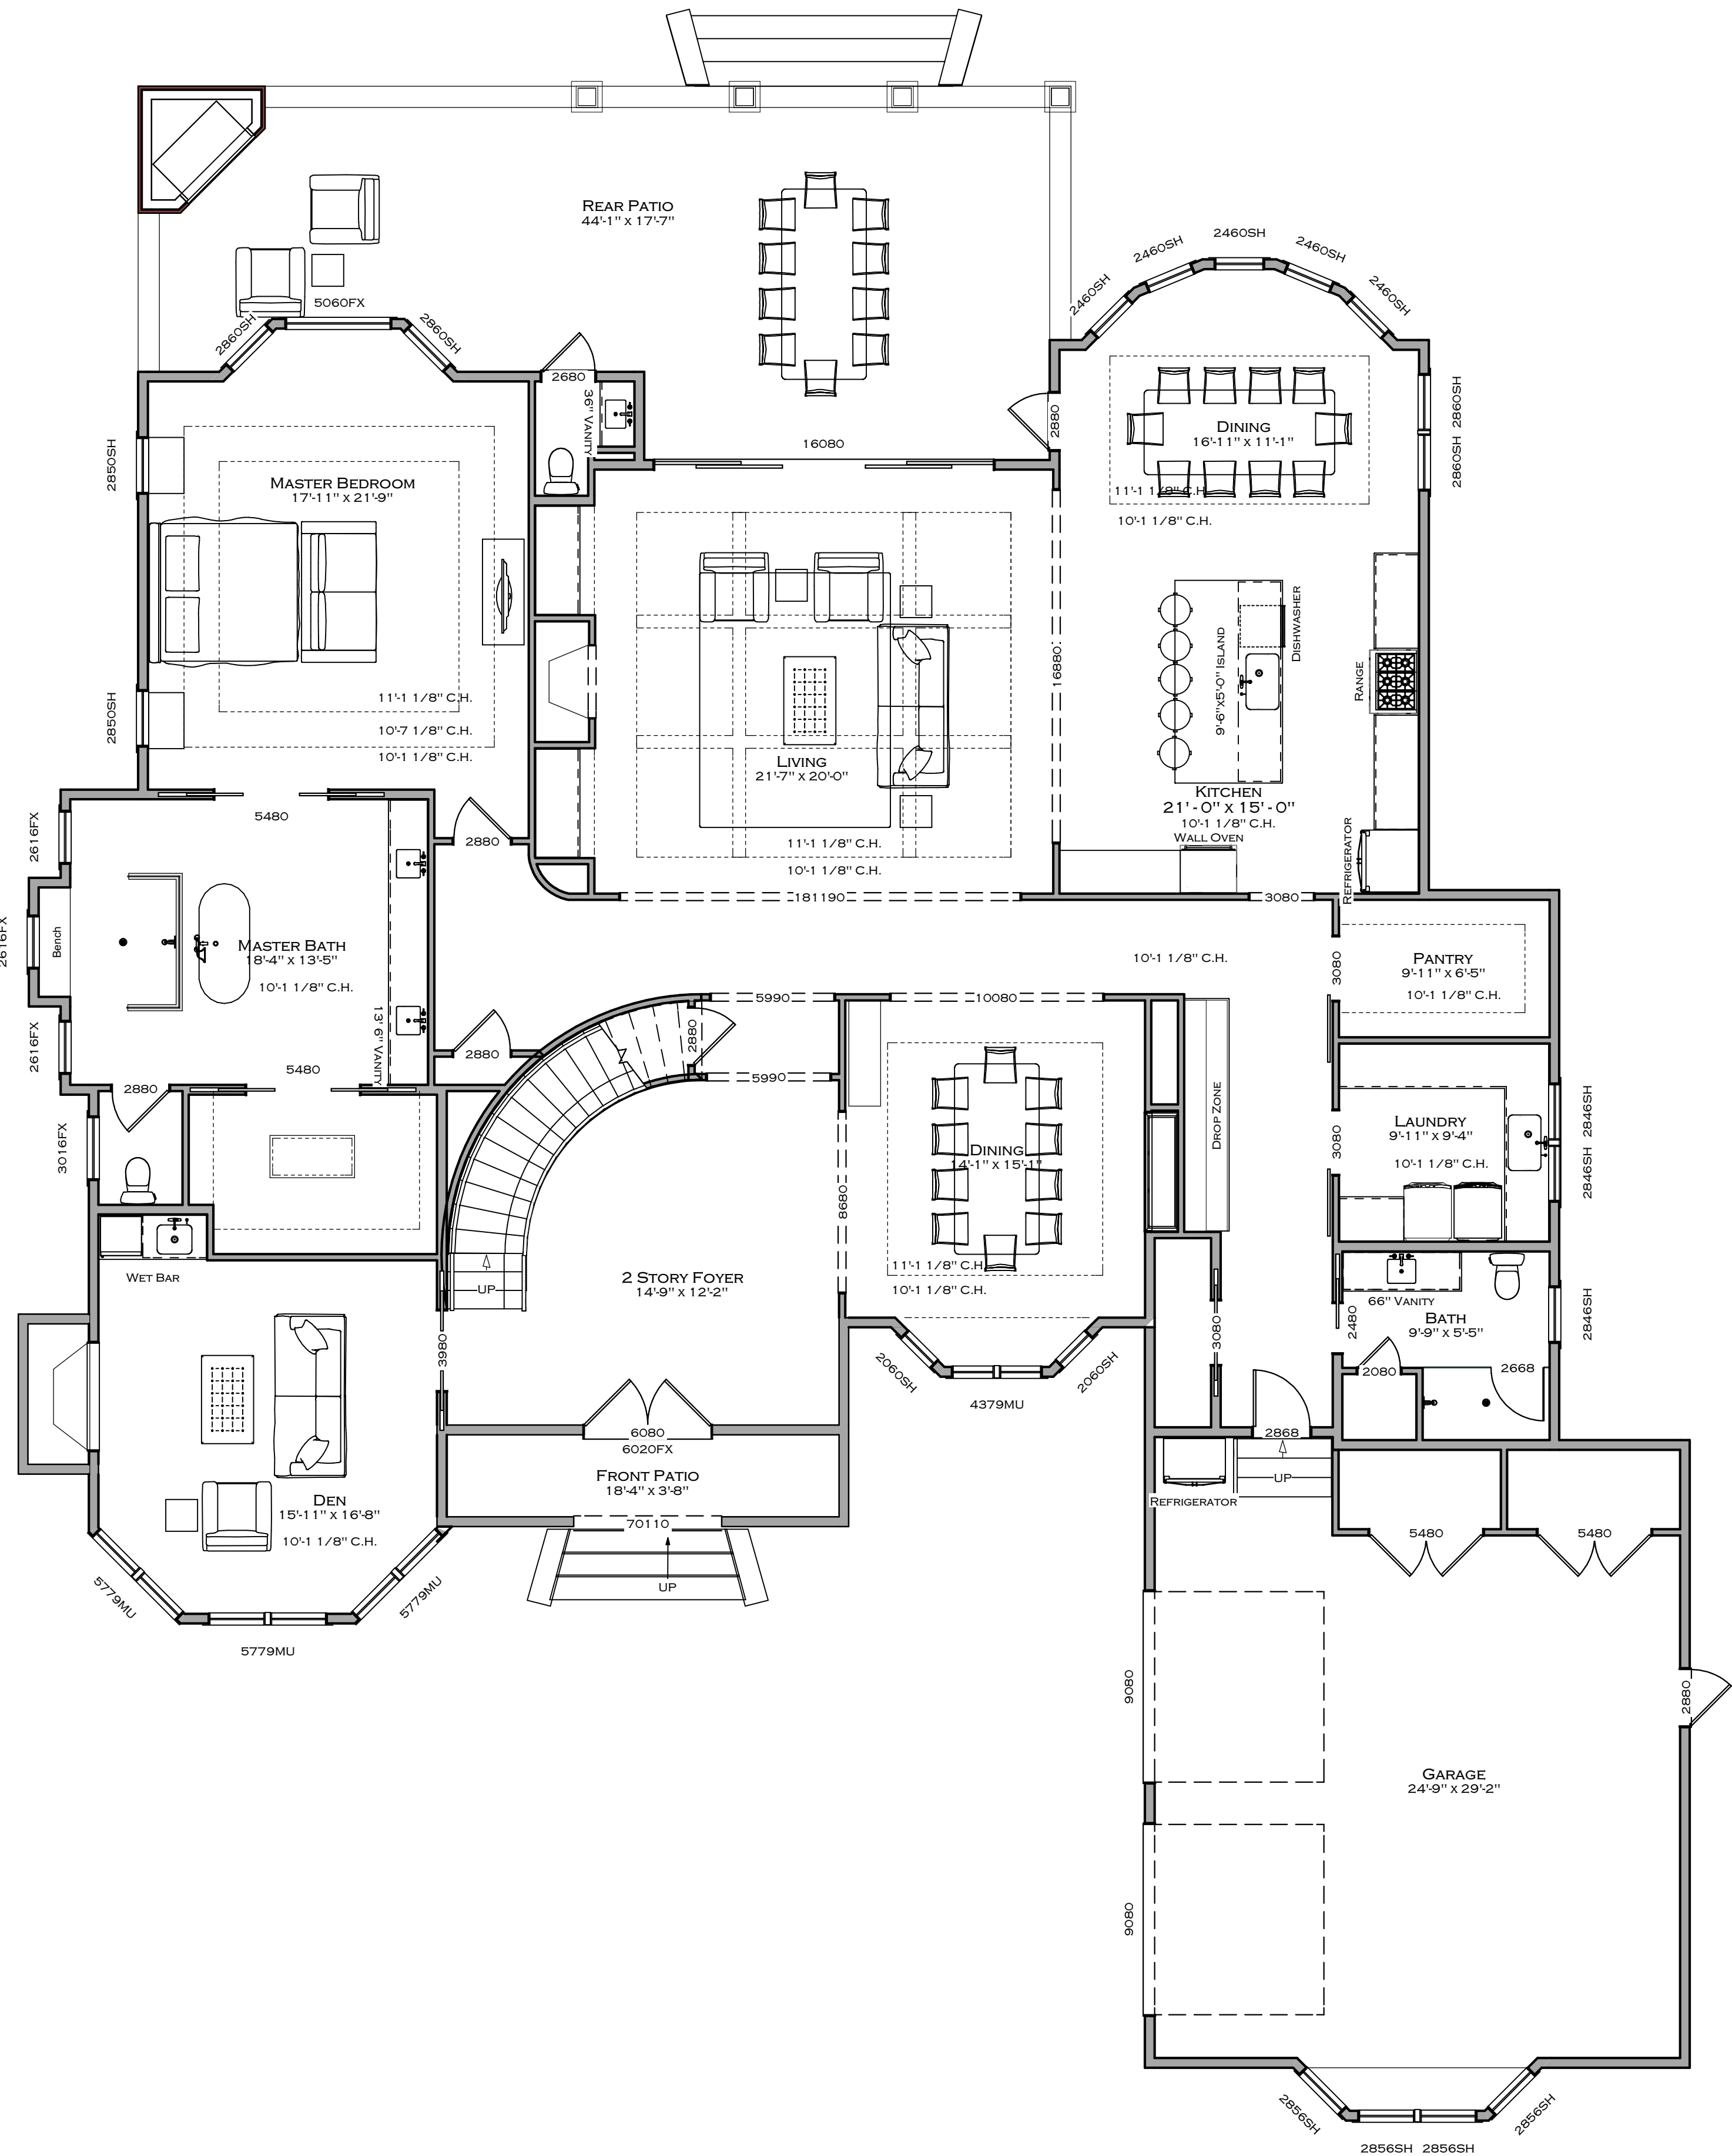 REAR PATIO
44'-1" X 17'-7"
2460SH
2460SH
2460SH
2460SH
2460SH
5060FX
2860SH
2860SH
2680
36" VANITY
2880
16080
DINING
16'-11" X 11'-1"
11'-1 1/8" C.H.
10'-1 1/8" C.H.
2860SH 2860SH
2850SH
MASTER BEDROOM
17'-11" X 21'-9"
11'-1 1/8" C.H.
10'-7 1/8" C.H.
10'-1 1/8" C.H.
2850SH
16880
9'-6"X5'-0" ISLAND
DISHWASHER
RANGE
LIVING
21'-7" X 20'-0"
11'-1 1/8" C.H.
10'-1 1/8" C.H.
KITCHEN
21'-0" X 15'-0"
10'-1 1/8" C.H.
WALL OVEN
REFRIGERATOR
5480
2880
181190
3080
2616FX
2616FX
Bench
MASTER BATH
18'-4" X 13'-5"
10'-1 1/8" C.H.
2616FX
13' 6" VANITY
10'-1 1/8" C.H.
3080
PANTRY
9'-11" X 6'-5"
10'-1 1/8" C.H.
5990
10080
2880
2880
5480
5990
2880
3016FX
DROP ZONE
3080
LAUNDRY
9'-11" X 9'-4"
10'-1 1/8" C.H.
2846SH 2846SH
DINING
14'-1" X 15'-1"
8680
11'-1 1/8" C.H.
10'-1 1/8" C.H.
WET BAR
UP
2 STORY FOYER
14'-9" X 12'-2"
3980
3080
66" VANITY
2480
BATH
9'-9" X 5'-5"
2846SH
2080
2668
2060SH
2060SH
4379MU
6080
6020FX
FRONT PATIO
18'-4" X 3'-8"
70110
UP
2868
UP
REFRIGERATOR
DEN
15'-11" X 16'-8"
10'-1 1/8" C.H.
5480
5480
5779MU
5779MU
5779MU
9080
2880
GARAGE
24'-9" X 29'-2"
9080
2856SH
2856SH
2856SH 2856SH